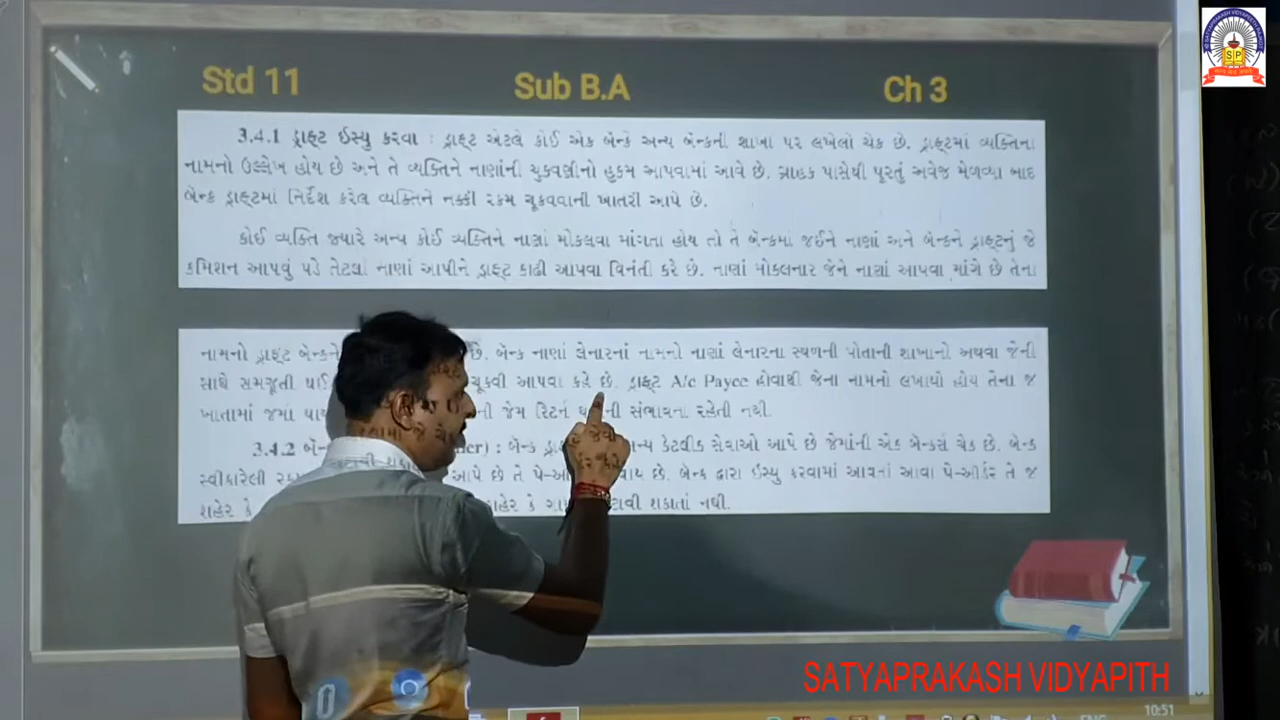 Std 11 Sub B.A Ch 3
3.4.1 ડ્રાફ્ટ ઈસ્યુ કરવા : ડ્રાફ્ટ એટલે કોઈ એક બૅન્કે અન્ય બૅન્કની શાખા પર લખેલો ચેક છે. ડ્રાફ્ટમાં વ્યક્તિના
નામનો ઉલ્લેખ હોય છે અને તે વ્યક્તિને નાણાંની ચુકવણીનો હુકમ આપવામાં આવે છે. ગ્રાહક પાસેથી પૂરતું અવેજ મેળવ્યા બાદ
બૅન્ક ડ્રાફ્ટમાં નિર્દેશ કરેલ વ્યક્તિને નક્કી રકમ ચૂકવવાની ખાતરી આપે છે.
કોઈ વ્યક્તિ જ્યારે અન્ય કોઈ વ્યક્તિને નાણાં મોકલવા માંગતા હોય તો તે બૅન્કમાં જઈને નાણાં અને બૅન્કને ડ્રાફ્ટનું જે
કમિશન આપવું પડે તેટલાં નાણાં આપીને ડ્રાફ્ટ કાઢી આપવા વિનંતી કરે છે. નાણાં મોકલનાર જેને નાણાં આપવા માંગે છે તેના
નામનો ડ્રાફ્ટ બૅન્કને છે. બૅન્ક નાણાં લેનારનાં નામનો નાણાં લેનારના સ્થળની પોતાની શાખાનો અથવા જેની
સાથે સમજૂતી ચૂકવી આપવા કહે છે. ડ્રાફ્ટ A/c Payee હોવાથી જેના નામનો લખાયો હોય તેના જ
ખાતામાં જમા ની જેમ રિટર્ન સંભાવના રહેતી નથી.
3.4.2 : બૅન્ક અન્ય કેટલીક સેવાઓ આપે છે જેમાંની એક બૅન્કર્સ ચેક છે. બૅન્ક
સ્વીકારેલી આપે છે તે છે. બૅન્ક દ્વારા ઈસ્યુ કરવામાં આવતાં આવા પે-ઑર્ડર તે જ
શહેર કે શકાતાં નથી.
SATYAPRAKASH VIDYAPITH
10:51
ENG
SP